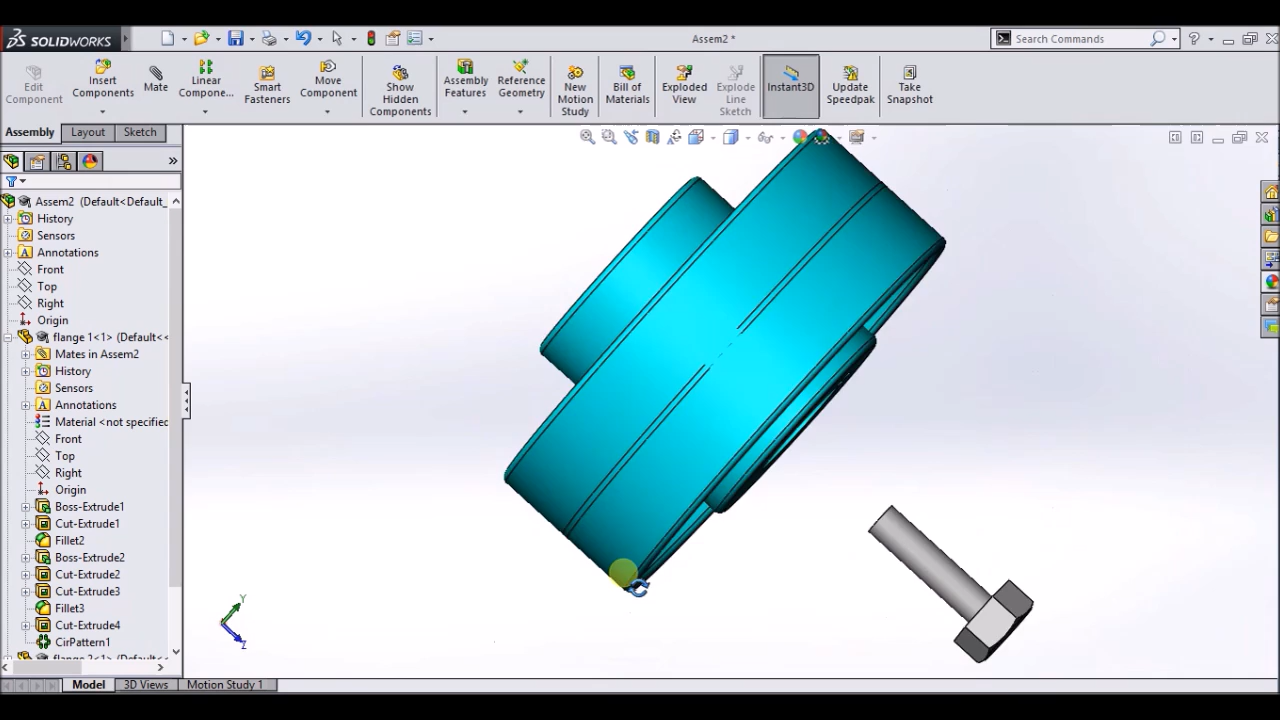 SOLIDWORKS
Assem2 *
Search Commands
?
Edit
Component
Insert
Components
Mate
Linear
Compone...
Smart
Fasteners
Move
Component
Show
Hidden
Components
Assembly
Features
Reference
Geometry
New
Motion
Study
Bill of
Materials
Exploded
View
Explode
Line
Sketch
Instant3D
Update
Speedpak
Take
Snapshot
Assembly
Layout
Sketch
»
Assem2 (Default<Default_
History
Sensors
A Annotations
Front
Top
Right
Origin
flange 1<1> (Default<<
Mates in Assem2
History
Sensors
A Annotations
Material <not specified
Front
Top
Right
Origin
Boss-Extrude1
Cut-Extrude1
Fillet2
Boss-Extrude2
Cut-Extrude2
Cut-Extrude3
Fillet3
Cut-Extrude4
CirPattern1
Y
Z
Model
3D Views
Motion Study 1